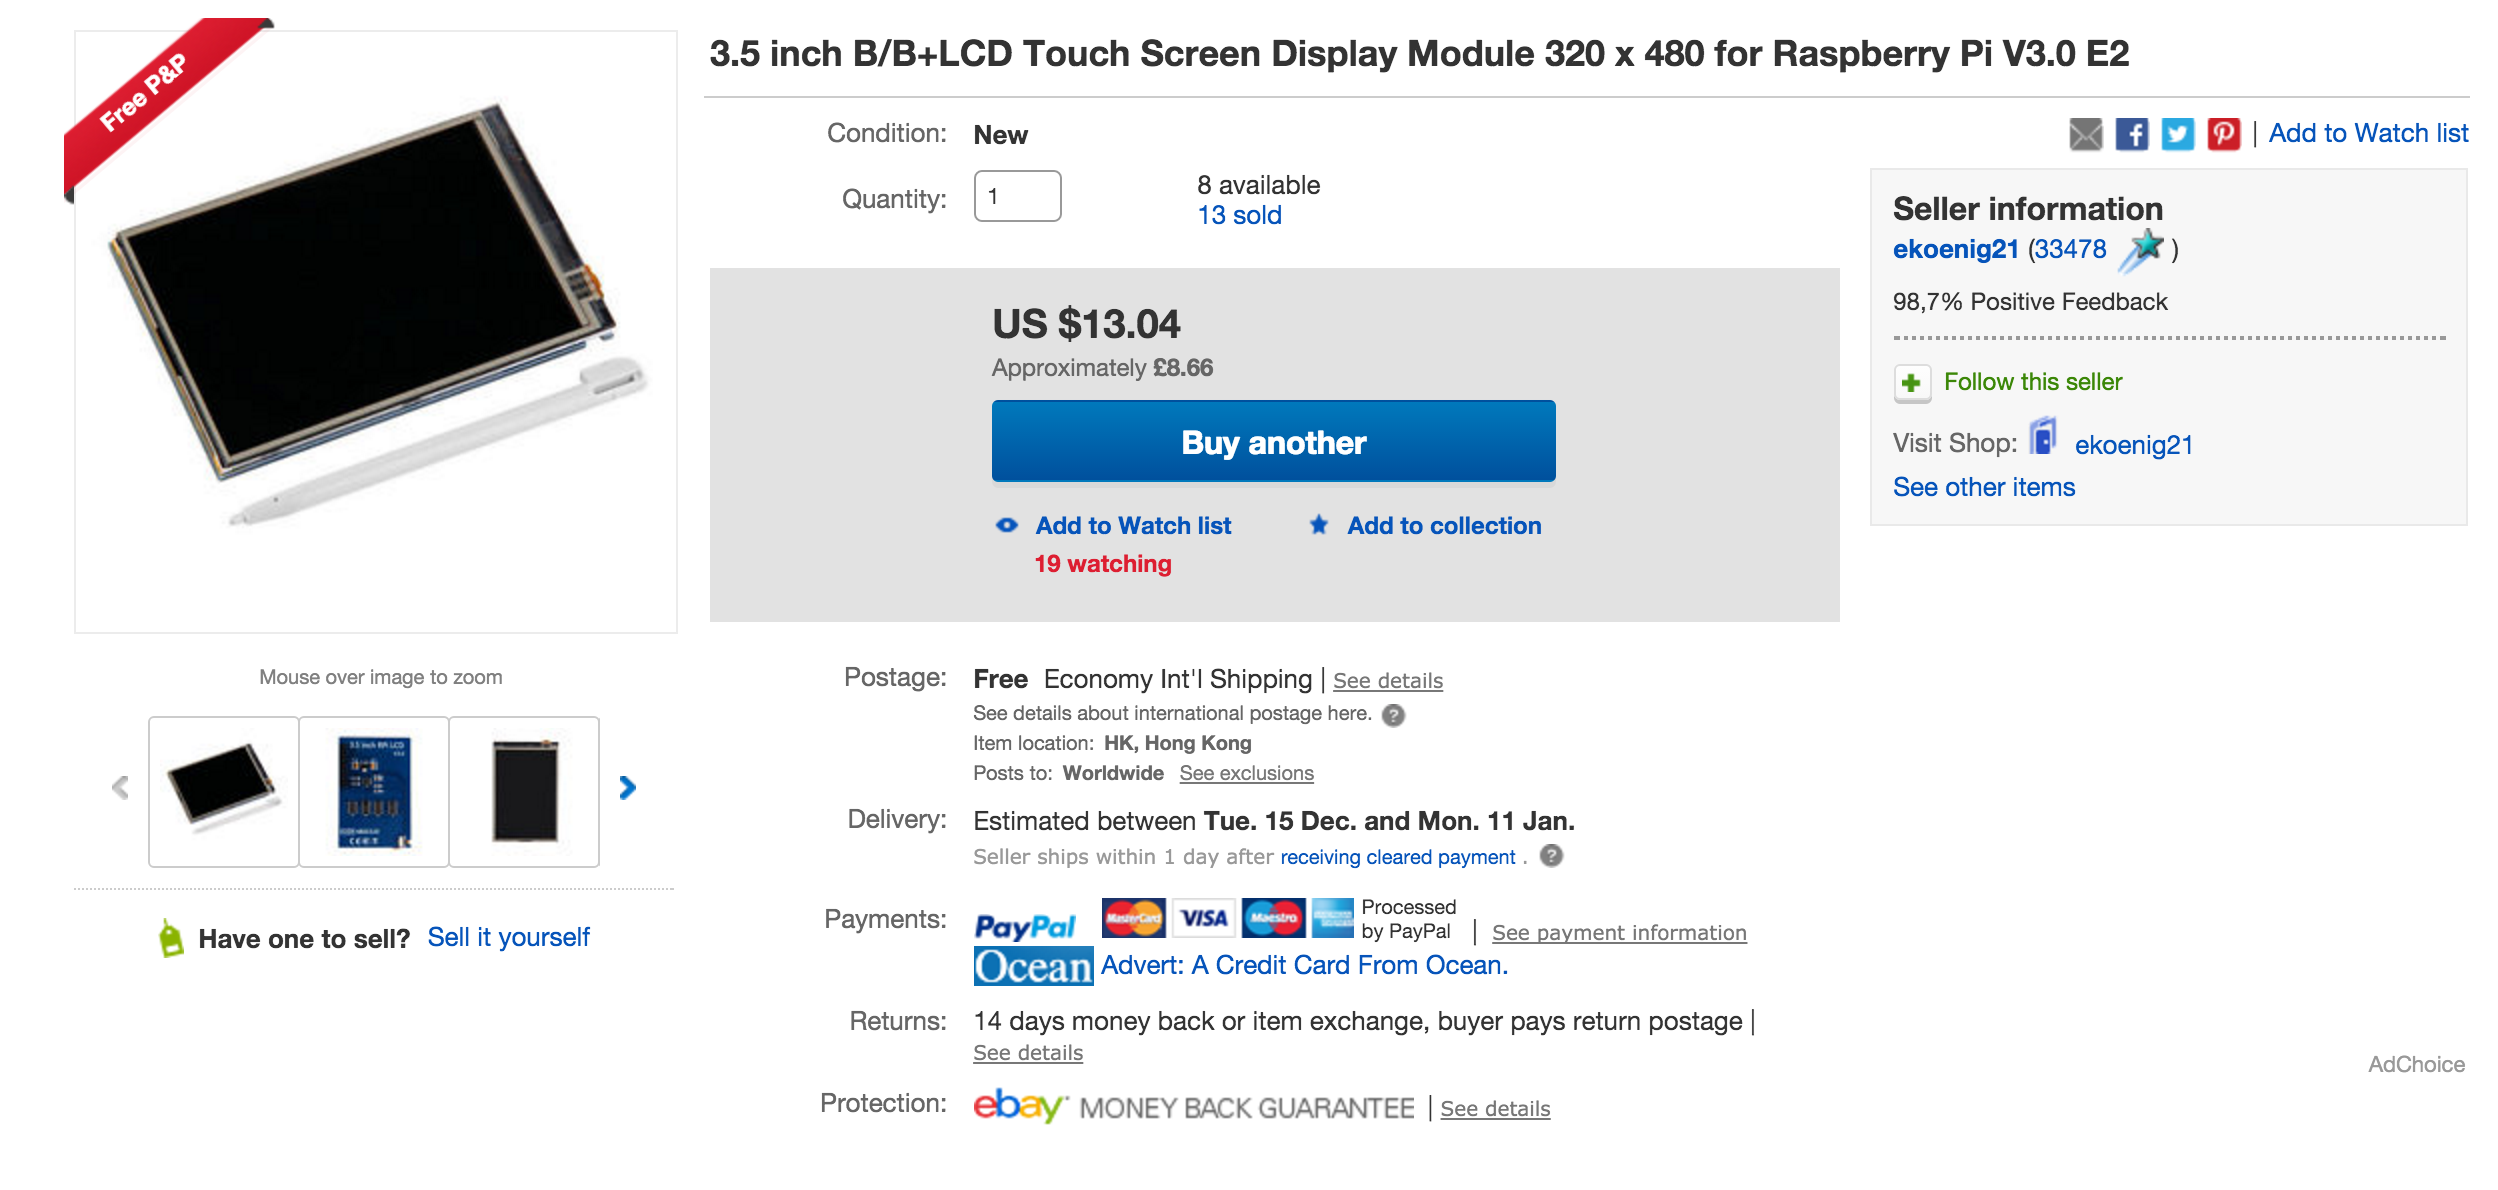 Free P&P
3.5 inch B/B+LCD Touch Screen Display Module 320 x 480 for Raspberry Pi V3.0 E2
Condition: New
Quantity: 1
8 available
13 sold
US $13.04
Approximately £8.66
Buy another
Add to Watch list
Add to collection
19 watching
| Add to Watch list
Seller information
ekoenig21 (33478 )
98,7% Positive Feedback
Follow this seller
Visit Shop: ekoenig21
See other items
Mouse over image to zoom
3.5 inch RPi LCD
Have one to sell? Sell it yourself
Postage: Free Economy Int'l Shipping | See details
See details about international postage here. ?
Item location: HK, Hong Kong
Posts to: Worldwide See exclusions
Delivery: Estimated between Tue. 15 Dec. and Mon. 11 Jan.
Seller ships within 1 day after receiving cleared payment . ?
Payments: PayPal MasterCard VISA Maestro Processed by PayPal | See payment information
Ocean Advert: A Credit Card From Ocean.
Returns: 14 days money back or item exchange, buyer pays return postage |
See details
Protection: ebay MONEY BACK GUARANTEE | See details
AdChoice